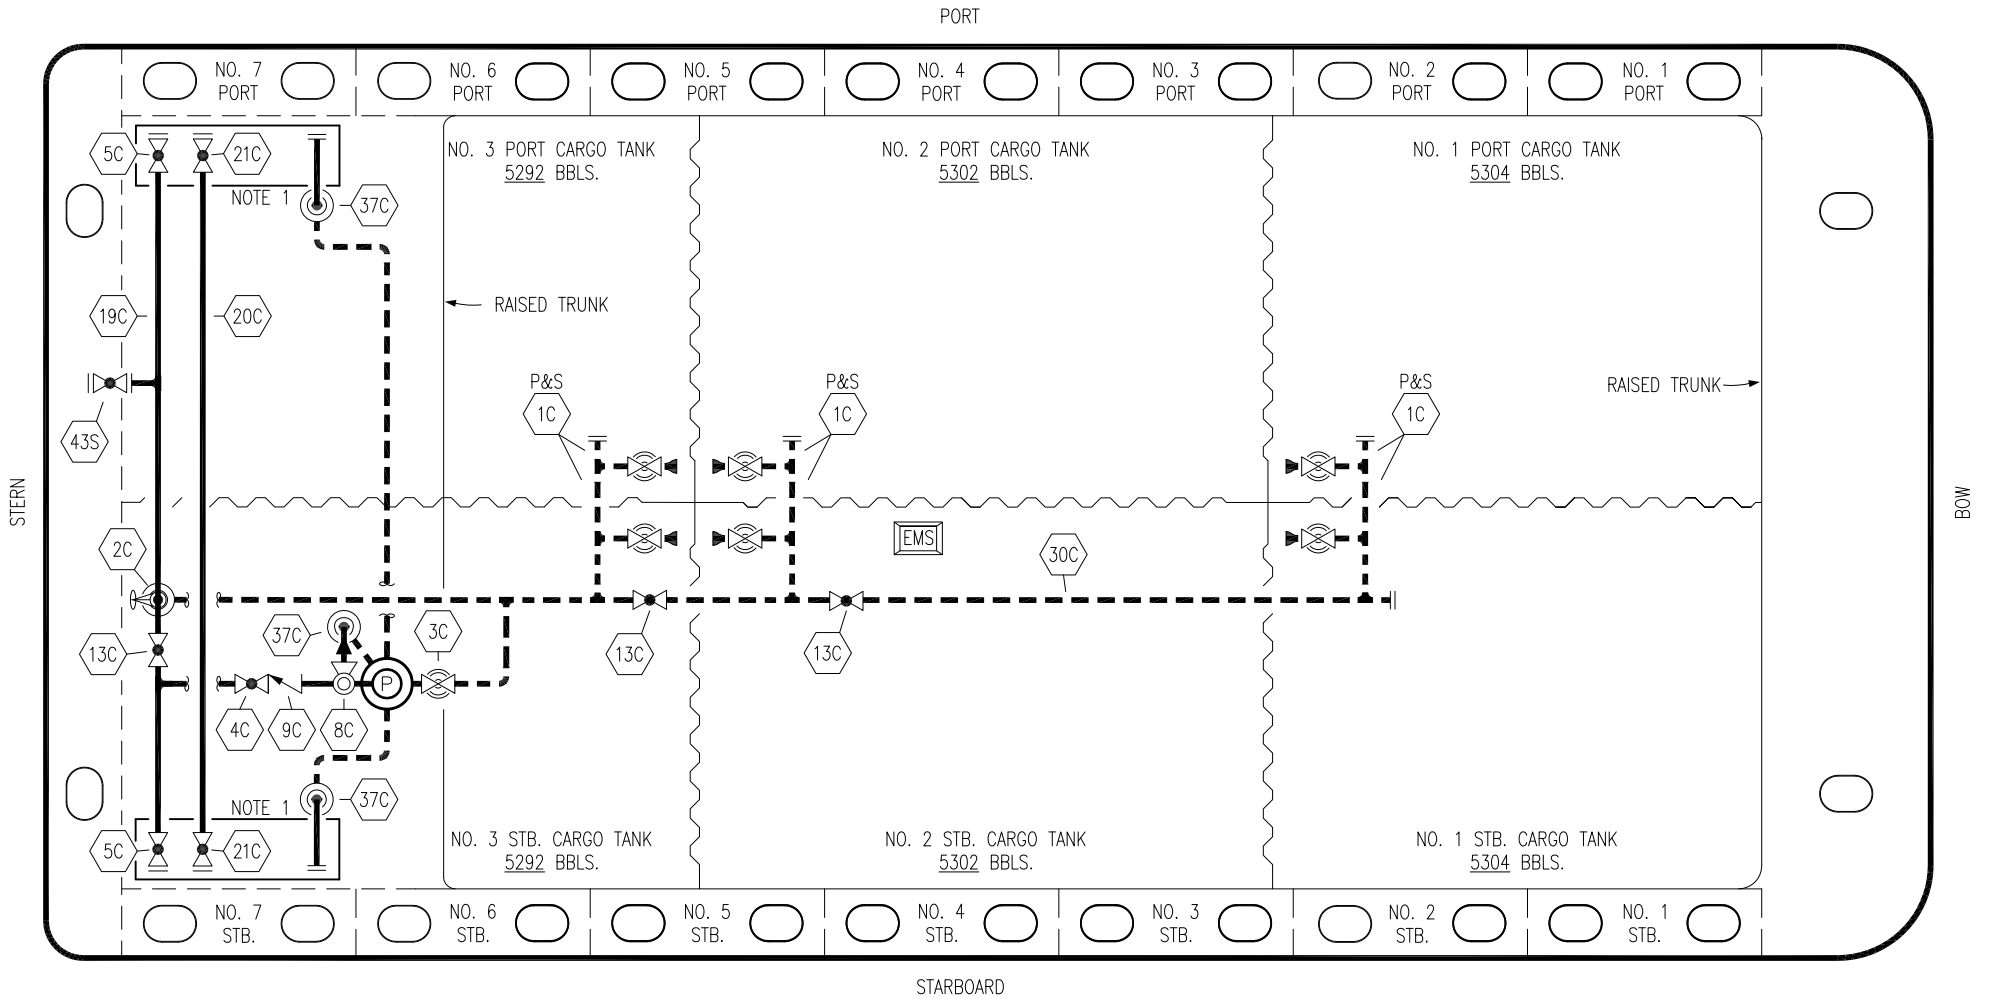 PORT
NO. 7
PORT
NO. 6
PORT
NO. 5
PORT
NO. 4
PORT
NO. 3
PORT
NO. 2
PORT
NO. 1
PORT
5C
21C
NO. 3 PORT CARGO TANK
5292 BBLS.
NO. 2 PORT CARGO TANK
5302 BBLS.
NO. 1 PORT CARGO TANK
5304 BBLS.
NOTE 1
37C
19C
20C
RAISED TRUNK
P&S
1C
P&S
1C
P&S
1C
RAISED TRUNK
43S
STERN
BOW
2C
EMS
30C
37C
3C
13C
13C
13C
P
4C
9C
8C
NOTE 1
37C
5C
21C
NO. 3 STB. CARGO TANK
5292 BBLS.
NO. 2 STB. CARGO TANK
5302 BBLS.
NO. 1 STB. CARGO TANK
5304 BBLS.
NO. 7
STB.
NO. 6
STB.
NO. 5
STB.
NO. 4
STB.
NO. 3
STB.
NO. 2
STB.
NO. 1
STB.
STARBOARD